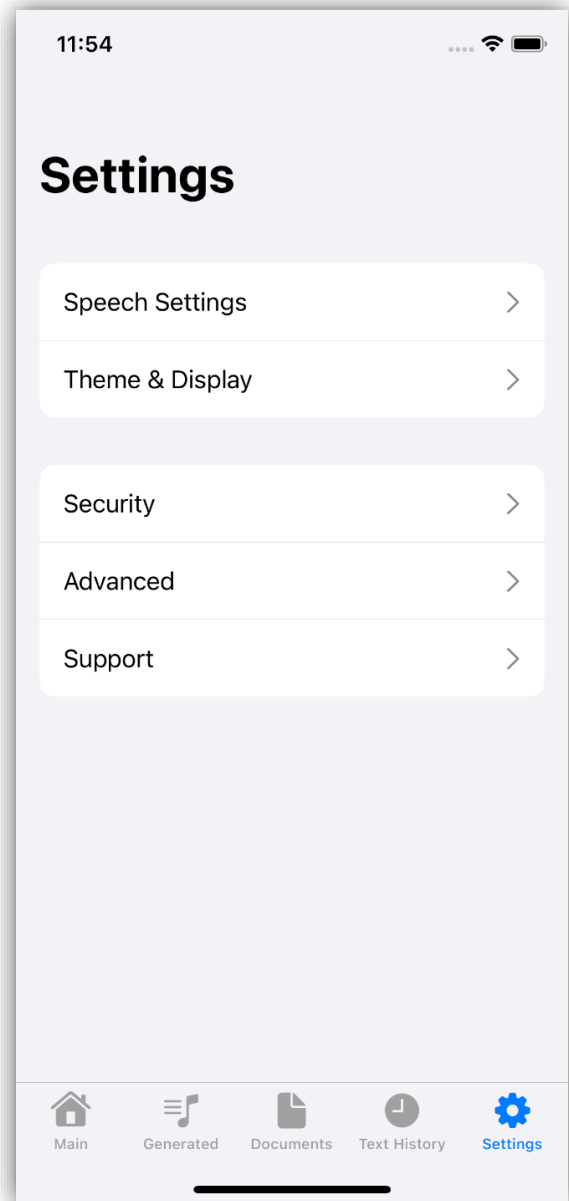 11:54
Settings
Speech Settings
Theme & Display
Security
Advanced
Support
Main Generated Documents Text History Settings